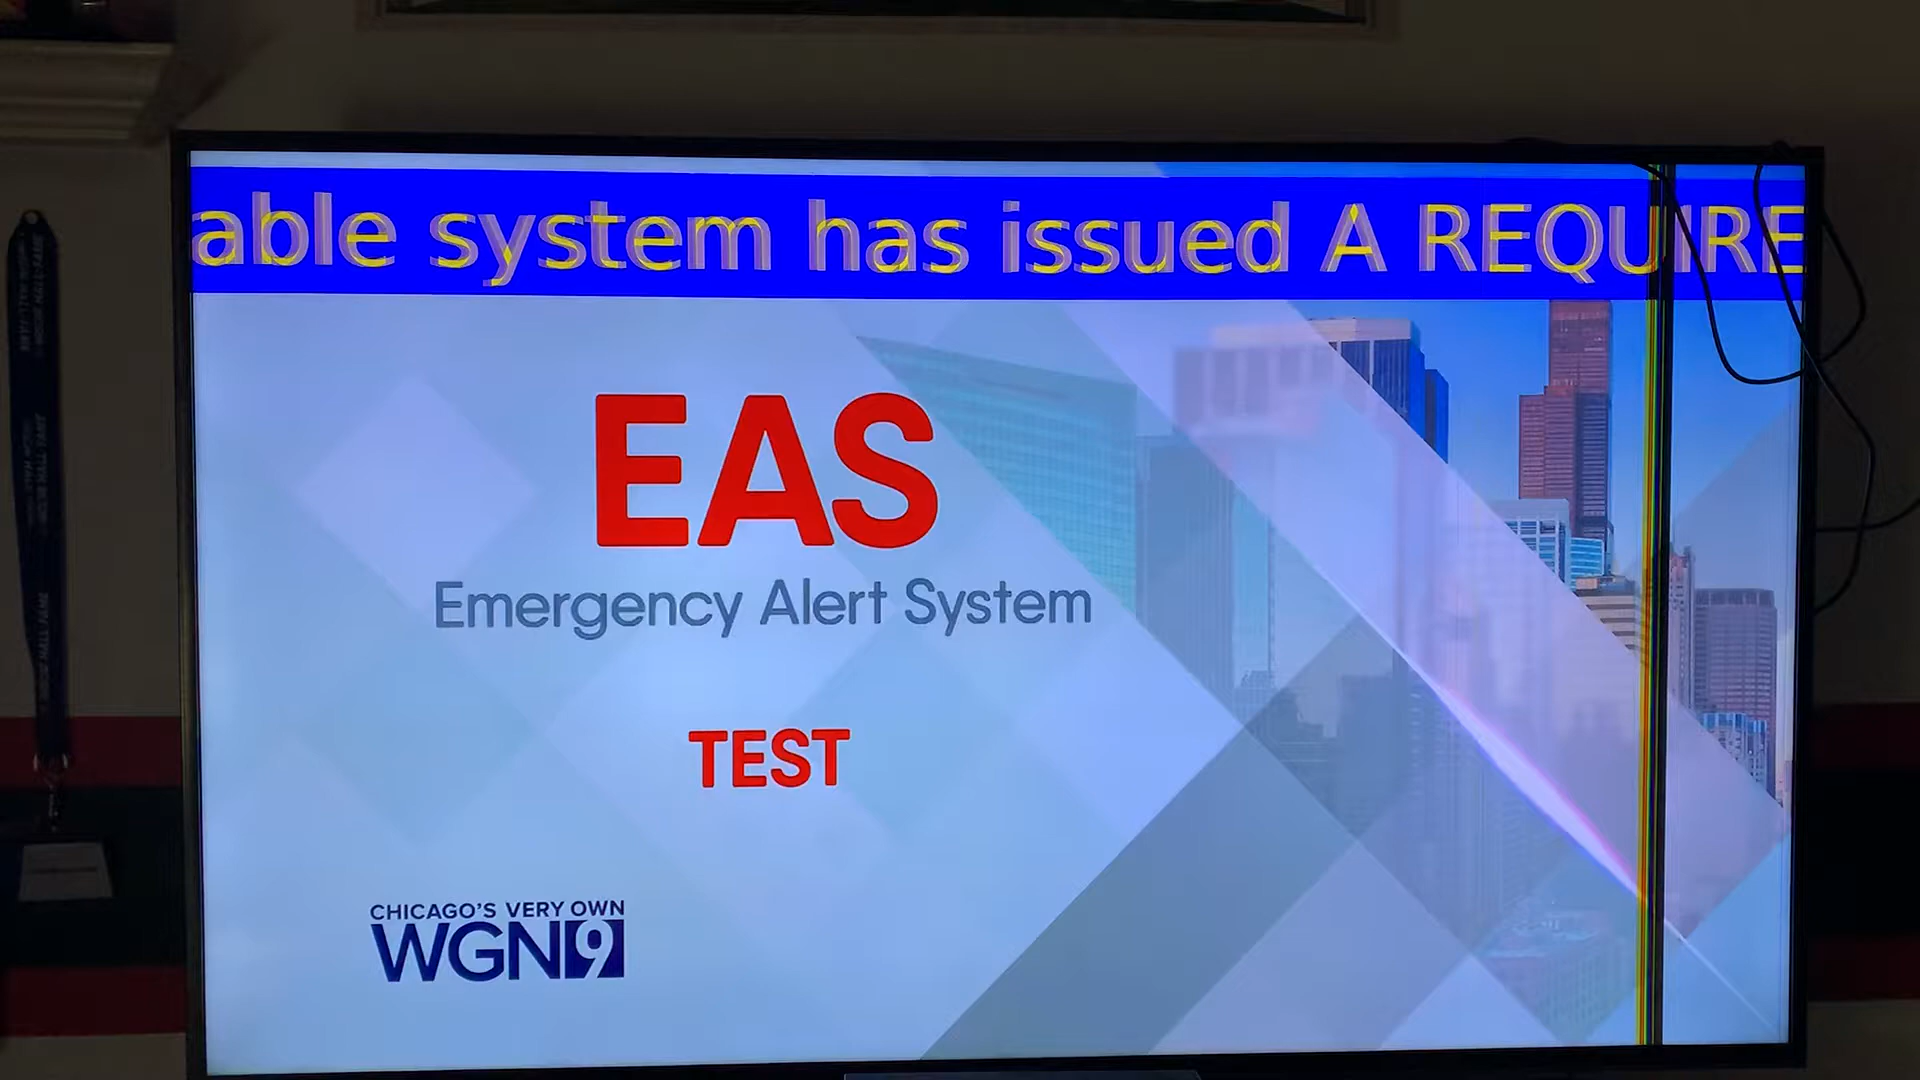 able system has issued A REQUIRE
EAS
Emergency Alert System
TEST
CHICAGO'S VERY OWN
WGN9